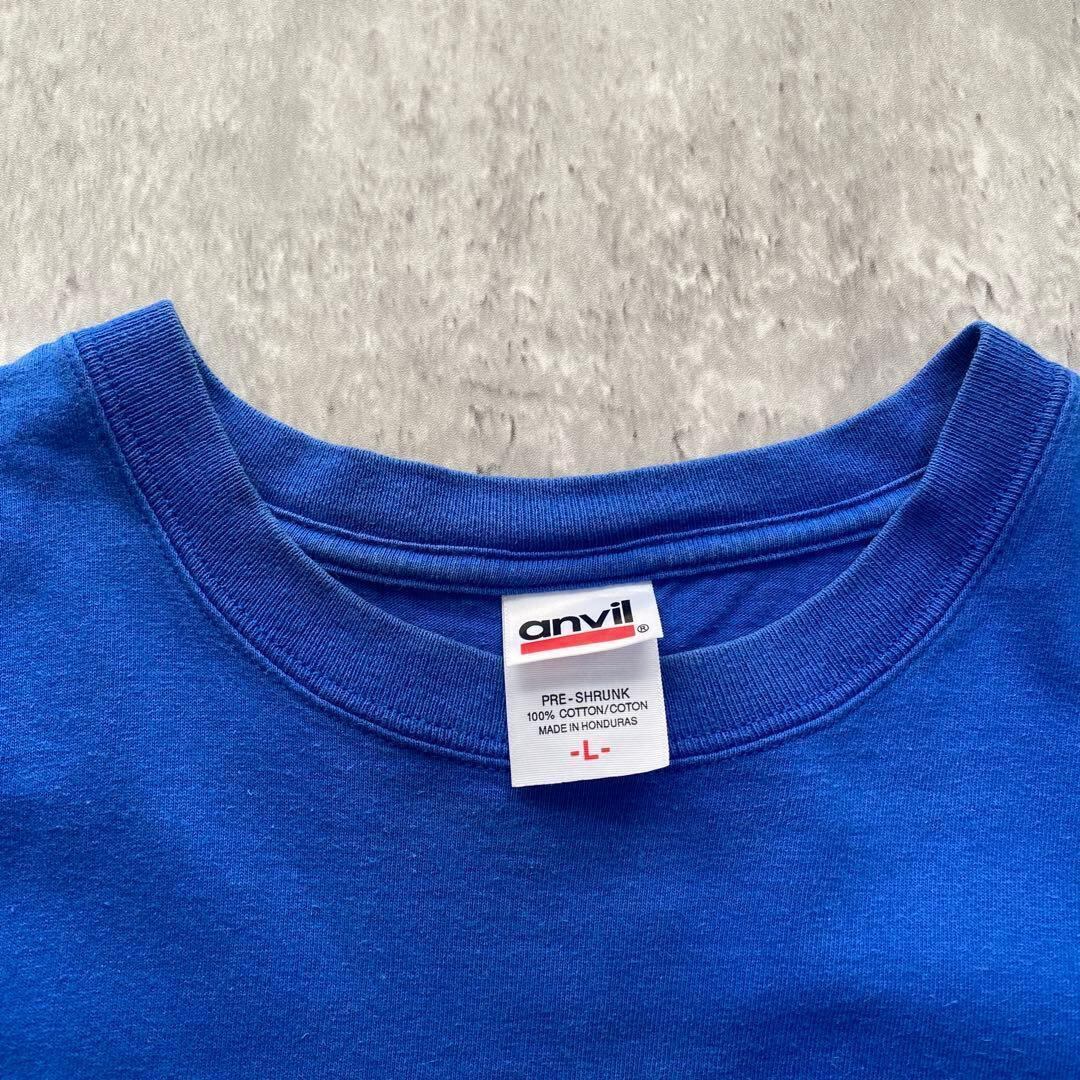 anvil®
PRE-SHRUNK
100% COTTON/COTON
MADE IN HONDURAS
-L-